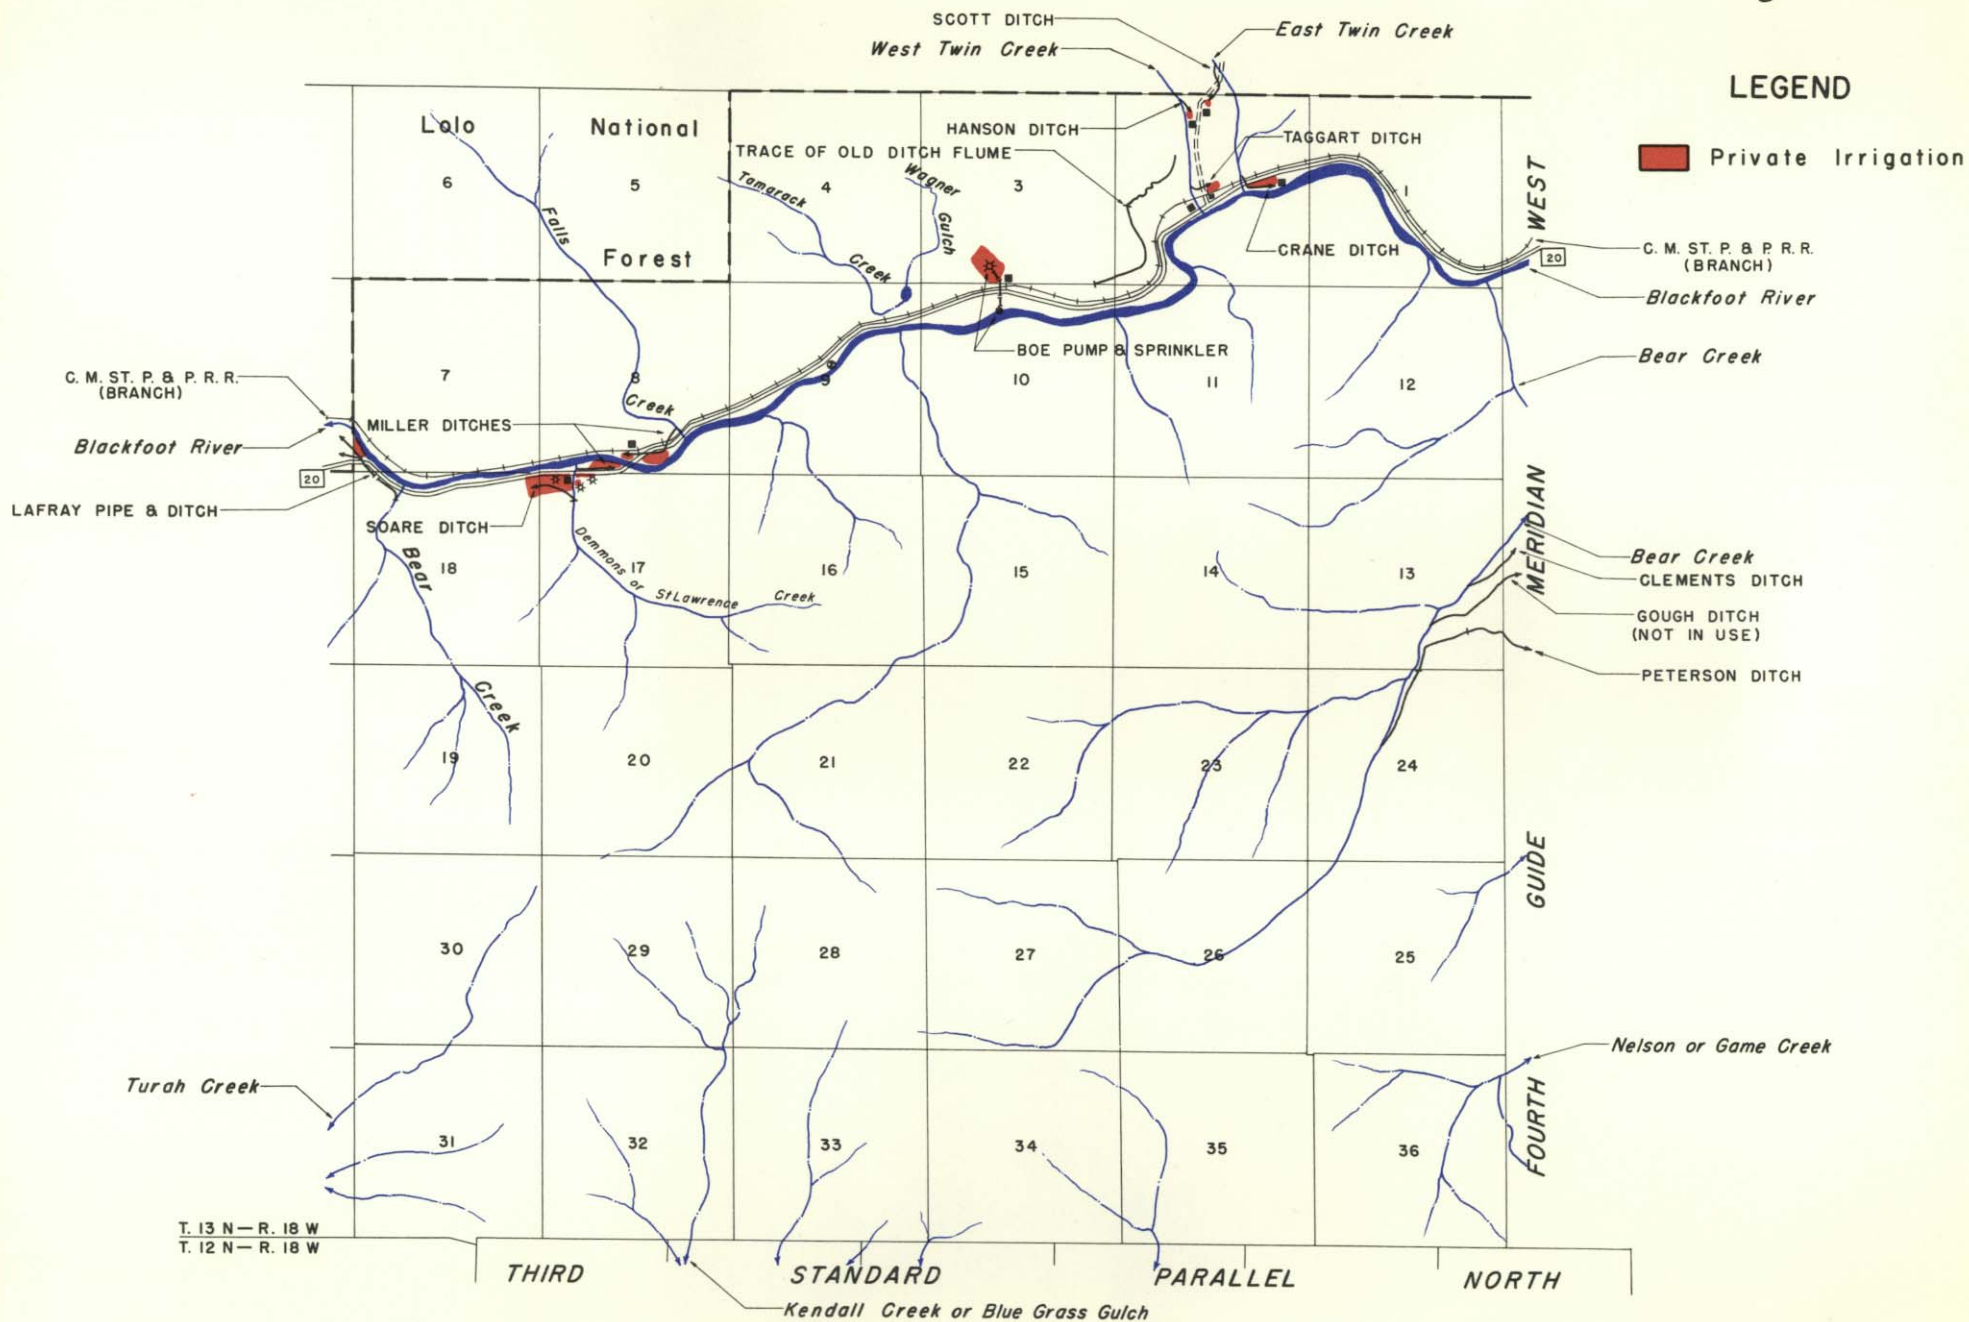 SCOTT DITCH
East Twin Creek
West Twin Creek
LEGEND
Private Irrigation
Lolo National
Forest
HANSON DITCH
TAGGART DITCH
TRACE OF OLD DITCH FLUME
6
5
4
3
1
Tamarack
Creek
Wagner
Gulch
Falls
Creek
CRANE DITCH
WEST
C. M. ST. P. & P. R. R.
(BRANCH)
20
Blackfoot River
BOE PUMP & SPRINKLER
Bear Creek
7
8
9
10
11
12
C. M. ST. P. & P. R. R.
(BRANCH)
MILLER DITCHES
Blackfoot River
20
LAFRAY PIPE & DITCH
SOARE DITCH
Bear
Creek
Demmons or St Lawrence Creek
18
17
16
15
14
13
MERIDIAN
Bear Creek
CLEMENTS DITCH
GOUGH DITCH
(NOT IN USE)
PETERSON DITCH
19
20
21
22
23
24
GUIDE
30
29
28
27
26
25
Nelson or Game Creek
Turah Creek
31
32
33
34
35
36
FOURTH
T. 13 N — R. 18 W
T. 12 N — R. 18 W
THIRD STANDARD PARALLEL NORTH
Kendall Creek or Blue Grass Gulch